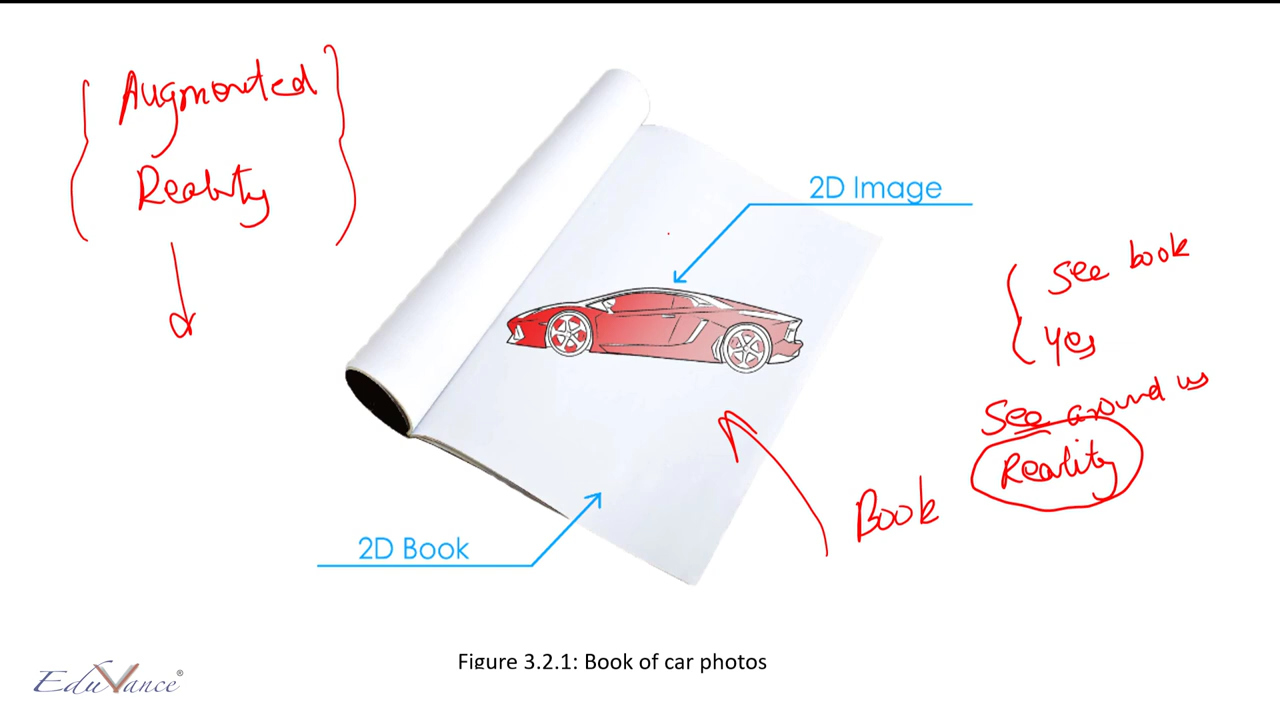 Augmented
Reality
2D Image
See book
Yes
See around us
Reality
Book
2D Book
Figure 3.2.1: Book of car photos
EduVance®